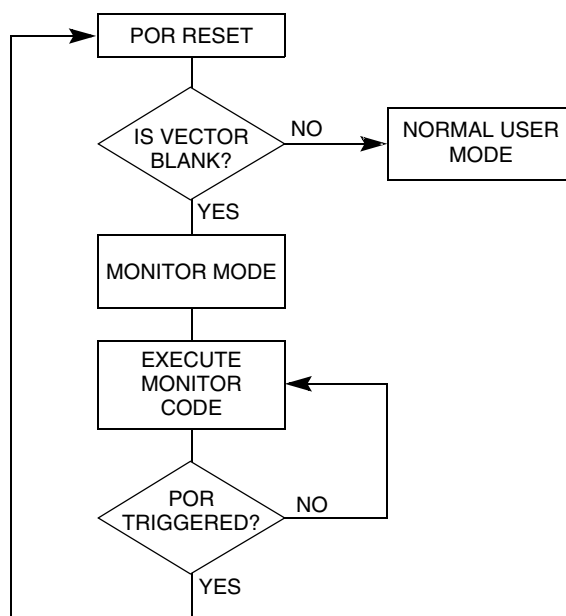 POR RESET
IS VECTOR
BLANK?
NO
NORMAL USER
MODE
YES
MONITOR MODE
EXECUTE
MONITOR
CODE
POR
TRIGGERED?
NO
YES